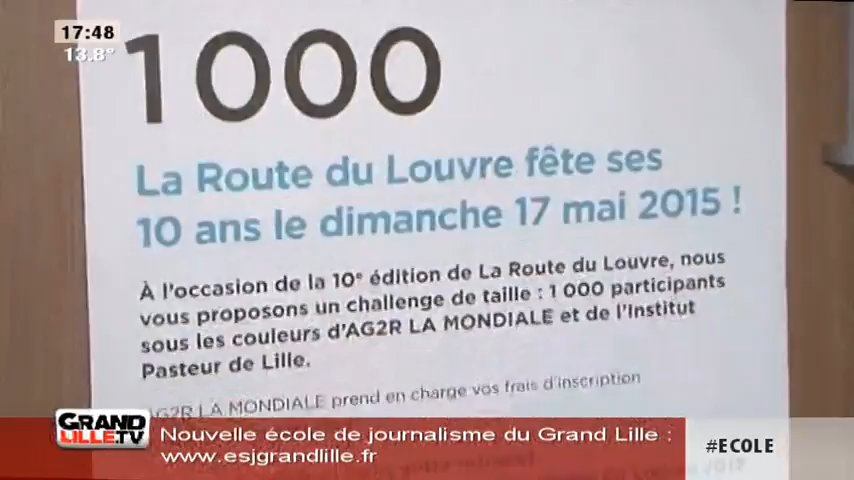 17:48
13.8°
1000
La Route du Louvre fête ses
10 ans le dimanche 17 mai 2015 !
À l'occasion de la 10e édition de La Route du Louvre, nous
vous proposons un challenge de taille : 1 000 participants
sous les couleurs d'AG2R LA MONDIALE et de l'Institut
Pasteur de Lille.
AG2R LA MONDIALE prend en charge vos frais d'inscription
GRAND
LILLE.TV
Nouvelle école de journalisme du Grand Lille :
www.esjgrandlille.fr
#ECOLE